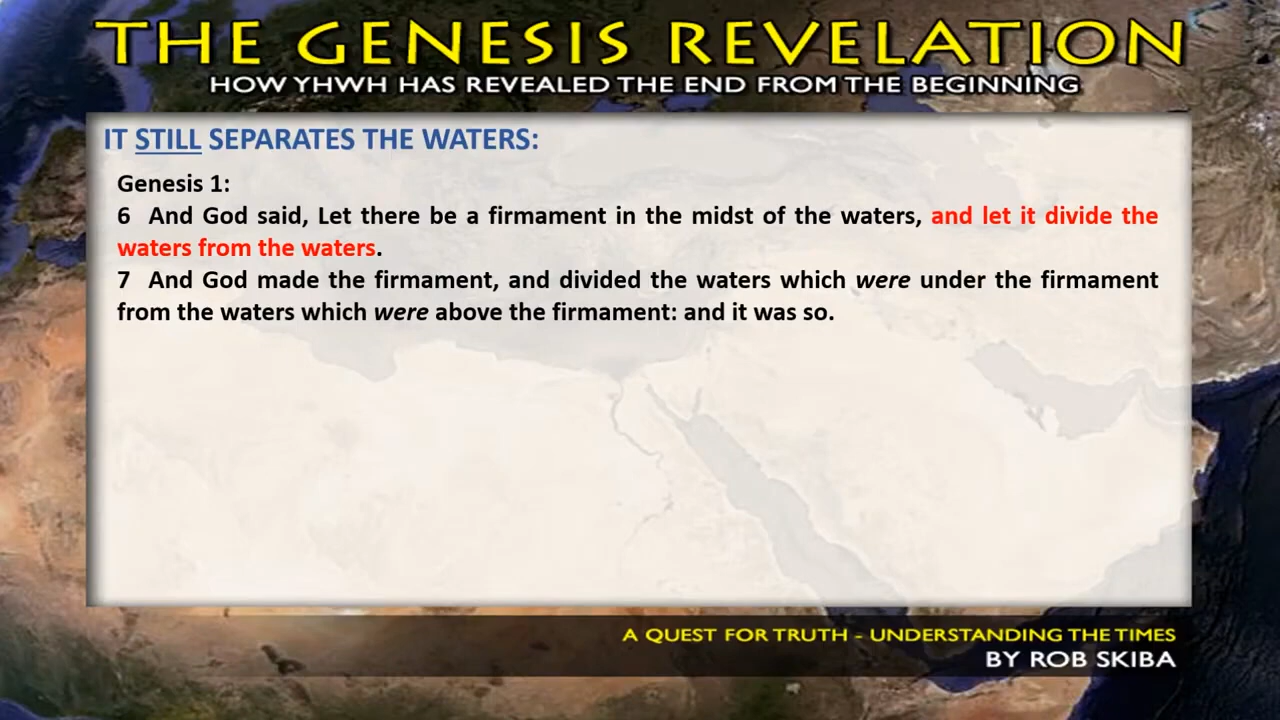 THE GENESIS REVELATION
HOW YHWH HAS REVEALED THE END FROM THE BEGINNING
IT STILL SEPARATES THE WATERS:
Genesis 1:
6 And God said, Let there be a firmament in the midst of the waters, and let it divide the
waters from the waters.
7 And God made the firmament, and divided the waters which were under the firmament
from the waters which were above the firmament: and it was so.
A QUEST FOR TRUTH - UNDERSTANDING THE TIMES
BY ROB SKIBA